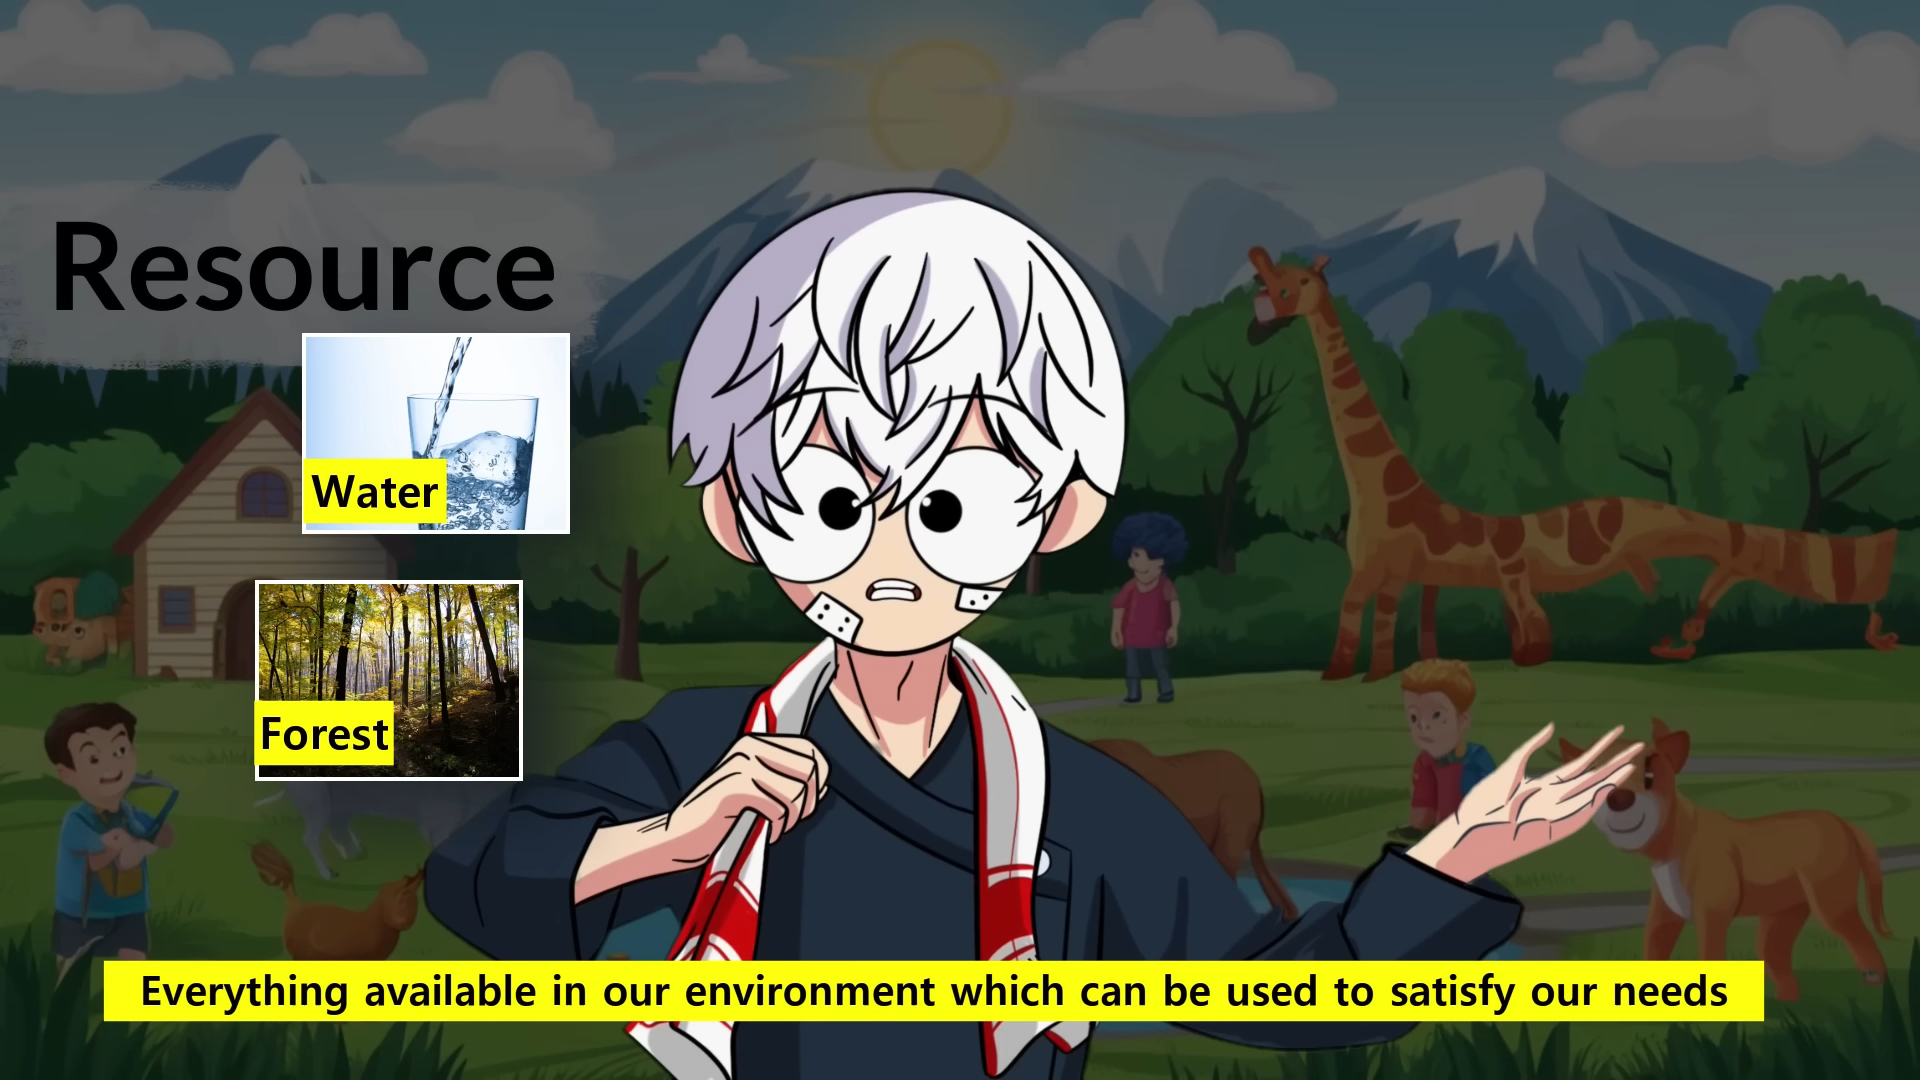 Resource
Water
Forest
Everything available in our environment which can be used to satisfy our needs